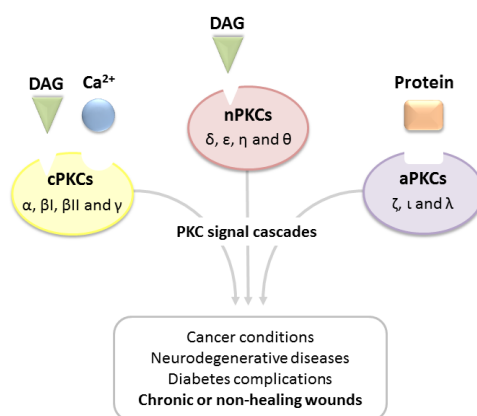 DAG
DAG
Ca²⁺
Protein
nPKCs
δ, ε, η and θ
cPKCs
α, βI, βII and γ
aPKCs
ζ, ι and λ
PKC signal cascades
Cancer conditions
Neurodegenerative diseases
Diabetes complications
Chronic or non-healing wounds